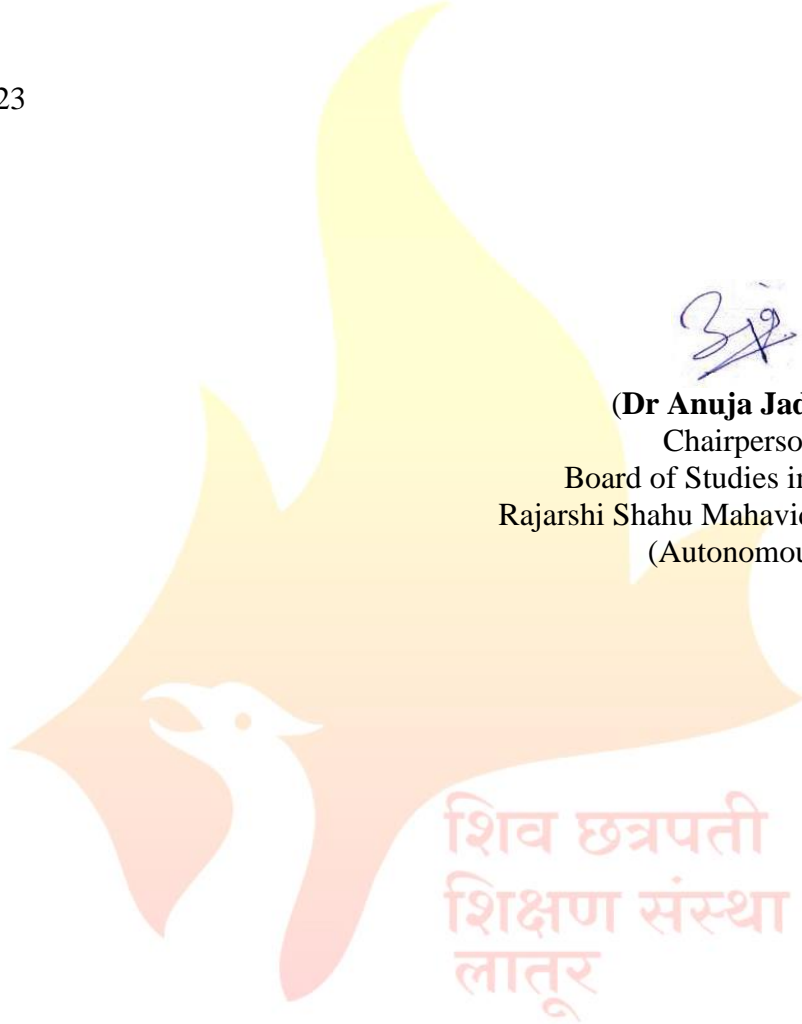 23
(Dr Anuja Jad
Chairperso
Board of Studies in
Rajarshi Shahu Mahavid
(Autonomou
शिव छत्रपती
शिक्षण संस्था
लातूर